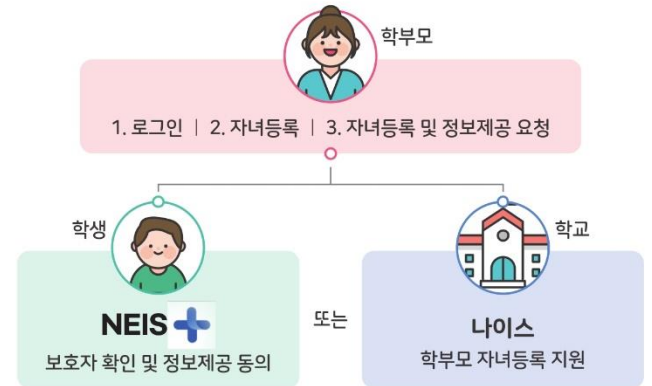 학부모
1. 로그인 | 2. 자녀등록 | 3. 자녀등록 및 정보제공 요청
학생
학교
NEIS +
또는
나이스
보호자 확인 및 정보제공 동의
학부모 자녀등록 지원